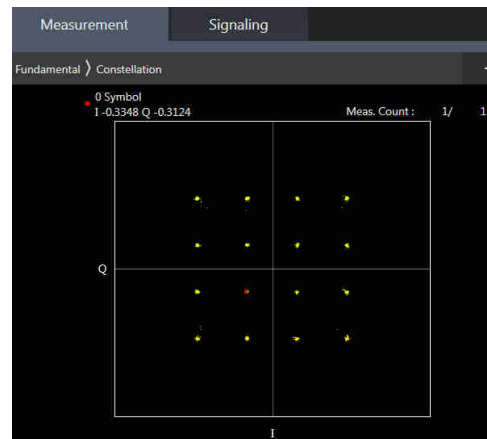 Measurement Signaling
Fundamental 〉 Constellation
0 Symbol
I -0.3348 Q -0.3124 Meas. Count : 1/ 1
Q
I